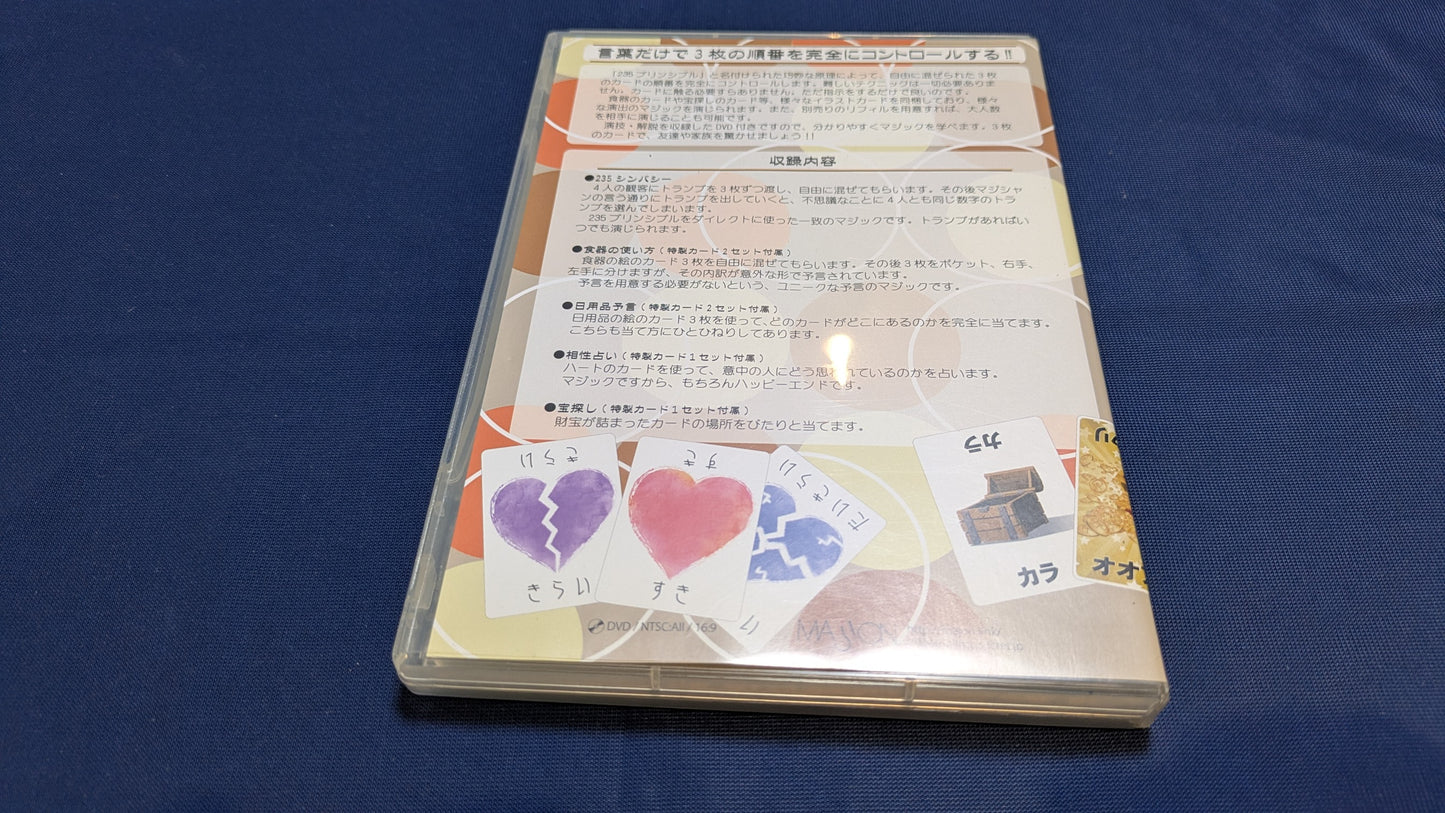 言葉だけで3枚の順番を完全にコントロールする!!
「235 プリンシプル」と名付けられた巧妙な原理によって、自由に混ぜられた3枚
のカードの順番を完全にコントロールします。難しいテクニックは一切必要ありま
せん。カードに触る必要すらありません。ただ指示をするだけで良いのです。
食器のカードや宝探しのカード等、様々なイラストカードを同梱しており、様々
な演出のマジックを演じられます。また、別売りのリフィルを用意すれば、大人数
を相手に演じることも可能です。
演技・解説を収録したDVD付きですので、分かりやすくマジックを学べます。3枚
のカードで、友達や家族を驚かせましょう!!
収録内容
●235 シンパシー
4人の観客にトランプを3枚ずつ渡し、自由に混ぜてもらいます。その後マジシャ
ンの言う通りにトランプを出していくと、不思議なことに4人とも同じ数字のトラ
ンプを選んでしまいます。
235プリンシプルをダイレクトに使った一致のマジックです。トランプがあればい
つでも演じられます。
●食器の使い方(特製カード2セット付属)
食器の絵のカード3枚を自由に混ぜてもらいます。その後3枚をポケット、右手、
左手に分けますが、その内訳が意外な形で予言されています。
予言を用意する必要がないという、ユニークな予言のマジックです。
●日用品予言(特製カード2セット付属)
日用品の絵のカード3枚を使って、どのカードがどこにあるのかを完全に当てます。
こちらも当て方にひとひねりしてあります。
●相性占い(特製カード1セット付属)
ハートのカードを使って、意中の人にどう思われているのかを占います。
マジックですから、もちろんハッピーエンドです。
●宝探し(特製カード1セット付属)
財宝が詰まったカードの場所をぴたりと当てます。
きらい
すき
だいきらい
カラ
きらい
すき
カラ
オオ
DVD / NTSC:All / 16:9